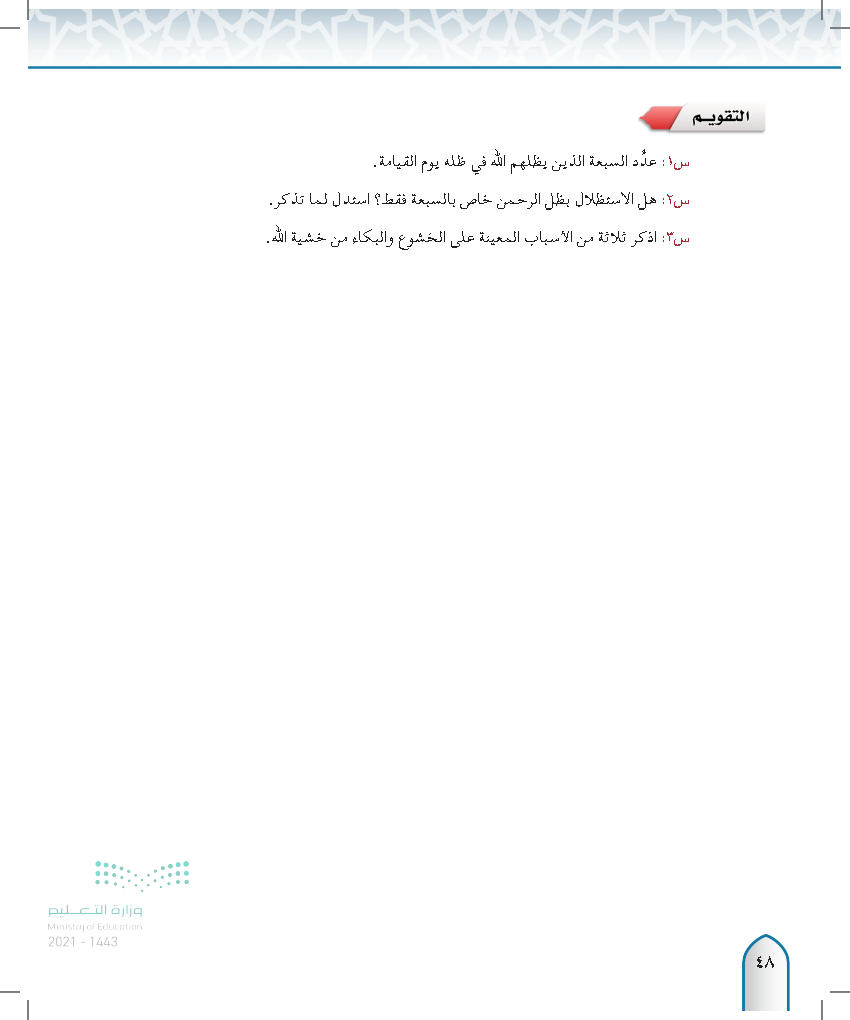 التقويـم
س١: عدِّد السبعة الذين يظلهم الله في ظله يوم القيامة.
س٢: هل الاستظلال بظل الرحمن خاص بالسبعة فقط؟ استدل لما تذكر.
س٣: اذكر ثلاثة من الأسباب المعينة على الخشوع والبكاء من خشية الله.
وزارة التعـليم
Ministry of Education
2021 - 1443
٤٨